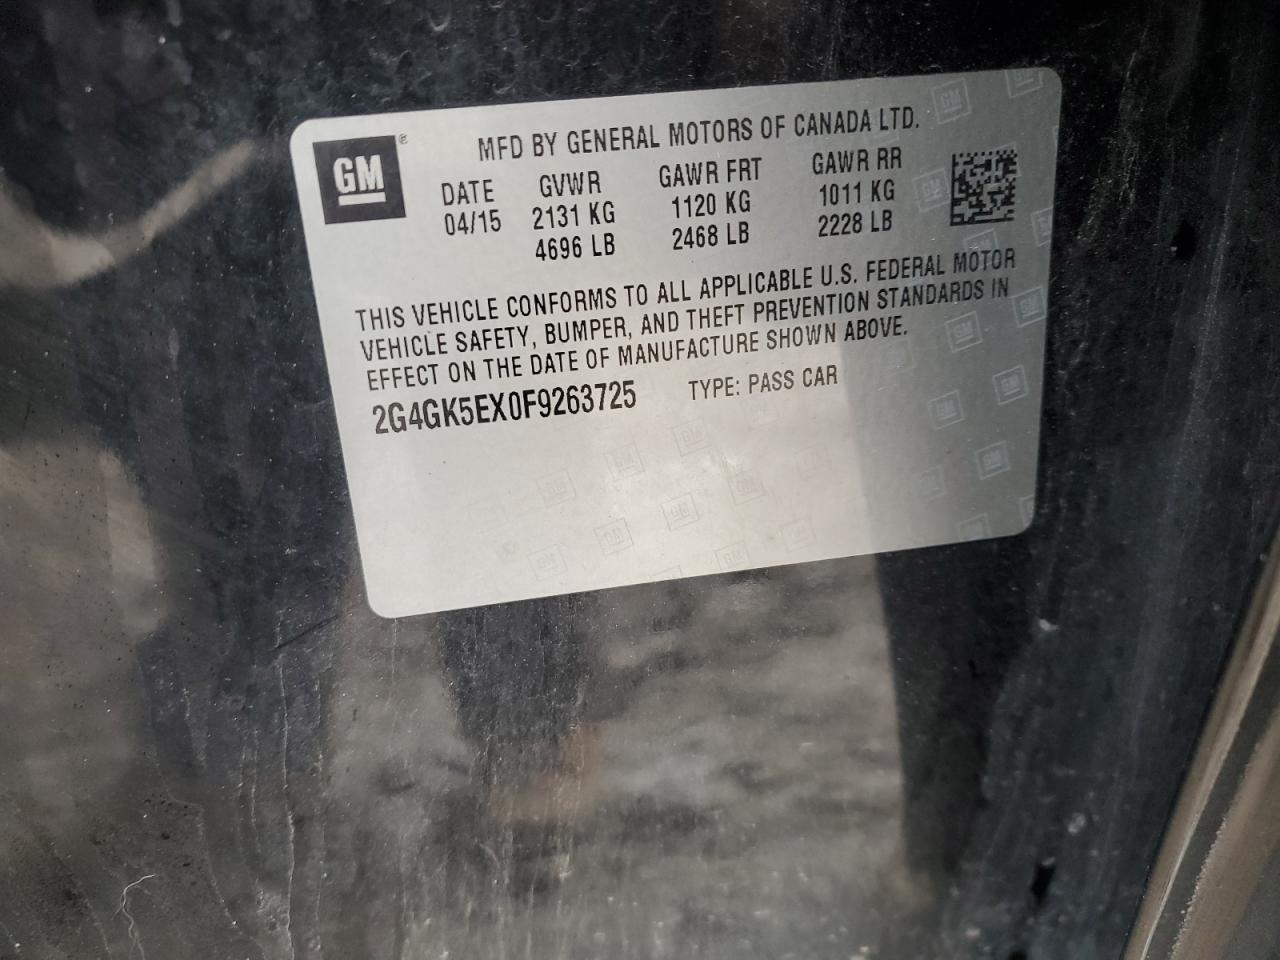 GM
MFD BY GENERAL MOTORS OF CANADA LTD.
DATE GVWR GAWR FRT GAWR RR
04/15 2131 KG 1120 KG 1011 KG
4696 LB 2468 LB 2228 LB
THIS VEHICLE CONFORMS TO ALL APPLICABLE U.S. FEDERAL MOTOR
VEHICLE SAFETY, BUMPER, AND THEFT PREVENTION STANDARDS IN
EFFECT ON THE DATE OF MANUFACTURE SHOWN ABOVE.
2G4GK5EX0F9263725 TYPE: PASS CAR